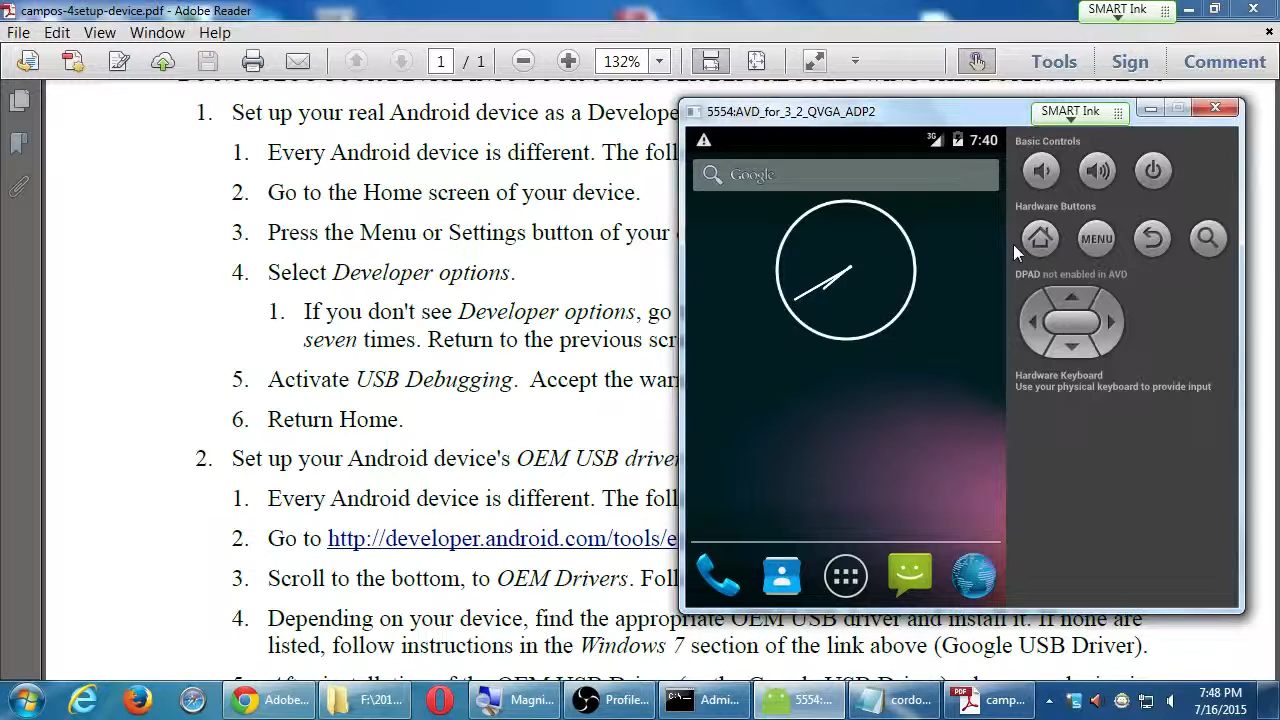 campos-4setup-device.pdf - Adobe Reader
SMART Ink
File Edit View Window Help
1 / 1
132%
Tools Sign Comment
1. Set up your real Android device as a Develope
1. Every Android device is different. The foll
2. Go to the Home screen of your device.
3. Press the Menu or Settings button of your
4. Select Developer options.
1. If you don't see Developer options, go
seven times. Return to the previous scr
5. Activate USB Debugging. Accept the war
6. Return Home.
2. Set up your Android device's OEM USB driver
1. Every Android device is different. The foll
2. Go to http://developer.android.com/tools/e
3. Scroll to the bottom, to OEM Drivers. Foll
4. Depending on your device, find the appropriate OEM USB driver and install it. If none are
listed, follow instructions in the Windows 7 section of the link above (Google USB Driver).
5554:AVD_for_3_2_QVGA_ADP2
SMART Ink
3G 7:40
Google
Basic Controls
Hardware Buttons
MENU
DPAD not enabled in AVD
Hardware Keyboard
Use your physical keyboard to provide input
Adobe... F:\201... Magni... Profile... Admi... 5554:... cordo... camp...
7:48 PM
7/16/2015